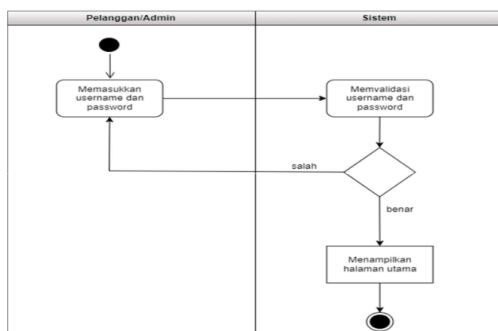 Pelanggan/Admin
Sistem
Memasukkan
username dan
password
Memvalidasi
username dan
password
salah
benar
Menampilkan
halaman utama